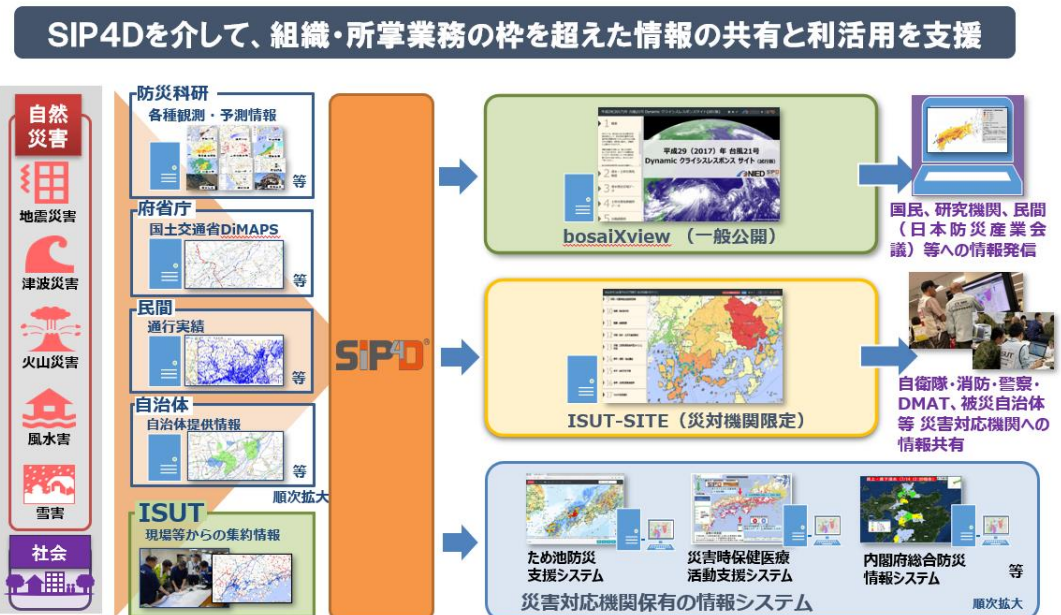 SIP4Dを介して、組織・所掌業務の枠を超えた情報の共有と利活用を支援
自然
災害
地震災害
津波災害
火山災害
風水害
雪害
社会
防災科研
各種観測・予測情報
等
府省庁
国土交通省DiMAPS
等
民間
通行実績
等
自治体
自治体提供情報
等
順次拡大
ISUT
現場等からの集約情報
SIP4D®
平成29(2017)年 台風21号
Dynamic クライシスレスポンス サイト(試行版)
NIED SIP4D
bosaiXview (一般公開)
国民、研究機関、民間
(日本防災産業会
議)等への情報発信
ISUT-SITE(災対機関限定)
ISUT
自衛隊・消防・警察・
DMAT、被災自治体
等 災害対応機関への
情報共有
ため池防災
支援システム
災害時保健医療
活動支援システム
内閣府総合防災
情報システム
等
災害対応機関保有の情報システム
順次拡大